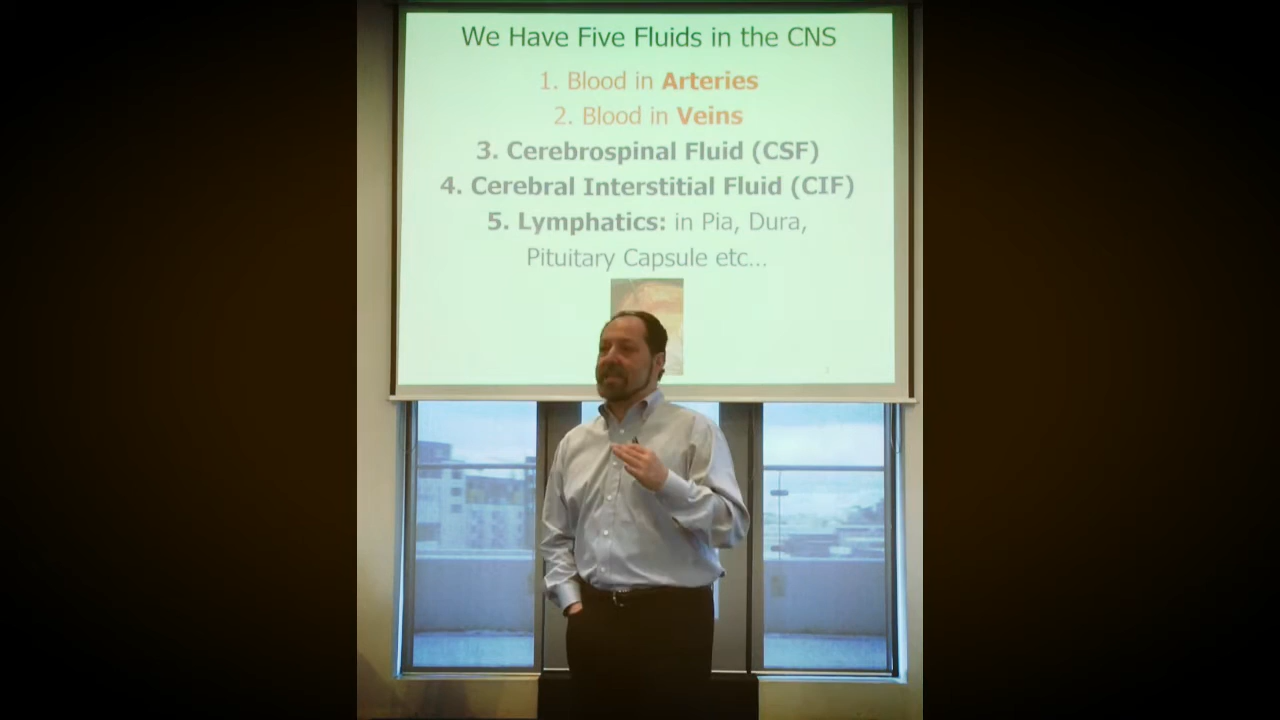 We Have Five Fluids in the CNS
1. Blood in Arteries
2. Blood in Veins
3. Cerebrospinal Fluid (CSF)
4. Cerebral Interstitial Fluid (CIF)
5. Lymphatics: in Pia, Dura,
Pituitary Capsule etc...